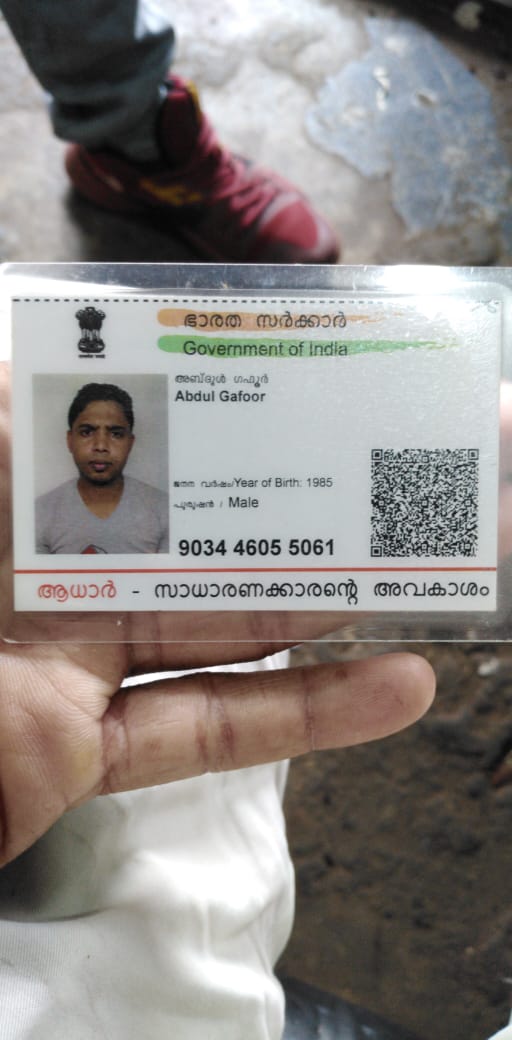 ഭാരത സർക്കാർ
Government of India
അബ്ദുൾ ഗഫൂർ
Abdul Gafoor
ജനന വർഷം/Year of Birth: 1985
പുരുഷൻ / Male
9034 4605 5061
ആധാർ - സാധാരണക്കാരന്റെ അവകാശം